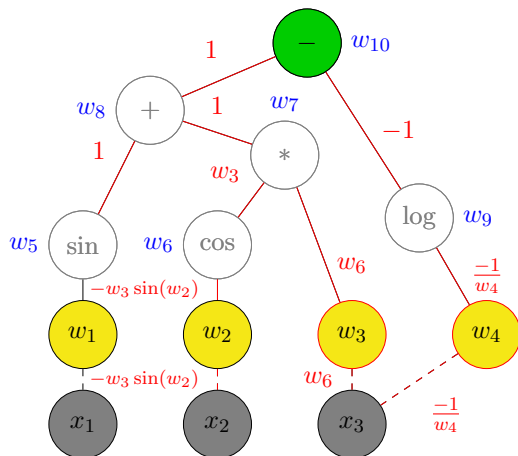 − w₁₀
1
w₇
w₈ + 1
−1
1 w₃ *
w₅ sin w₆ cos log w₉
w₆
−w₃ sin(w₂) −1/w₄
w₁ w₂ w₃ w₄
−w₃ sin(w₂) w₆
−1/w₄
x₁ x₂ x₃